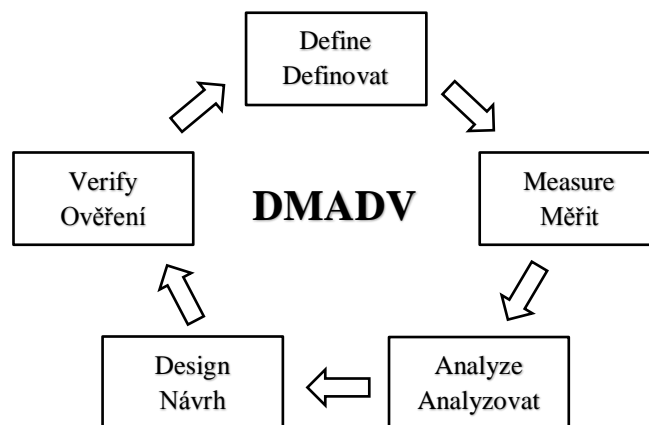 Define
Definovat
Verify
Ověření
DMADV
Measure
Měřit
Design
Návrh
Analyze
Analyzovat